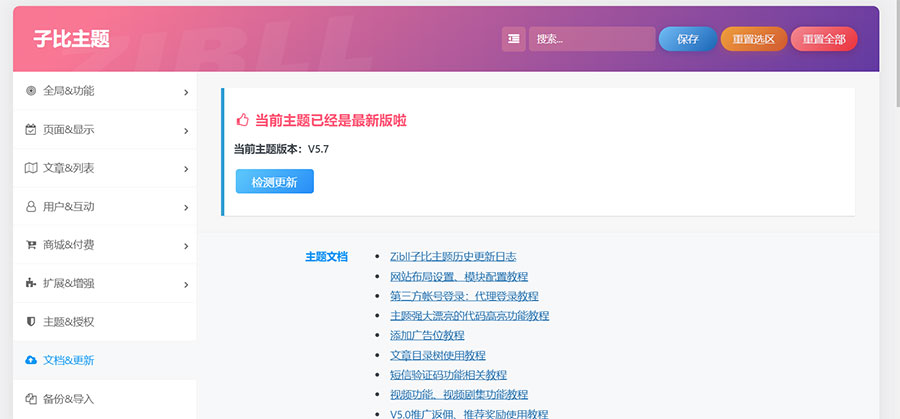 子比主题
ZIBLL
搜索...
保存
重置选区
重置全部
全局&功能
页面&显示
文章&列表
用户&互动
商城&付费
扩展&增强
主题&授权
文档&更新
备份&导入
当前主题已经是最新版啦
当前主题版本：V5.7
检测更新
主题文档
Zibll子比主题历史更新日志
网站布局设置、模块配置教程
第三方帐号登录：代理登录教程
主题强大漂亮的代码高亮功能教程
添加广告位教程
文章目录树使用教程
短信验证码功能相关教程
视频功能、视频剧集功能教程
V5.0推广返佣、推荐奖励使用教程